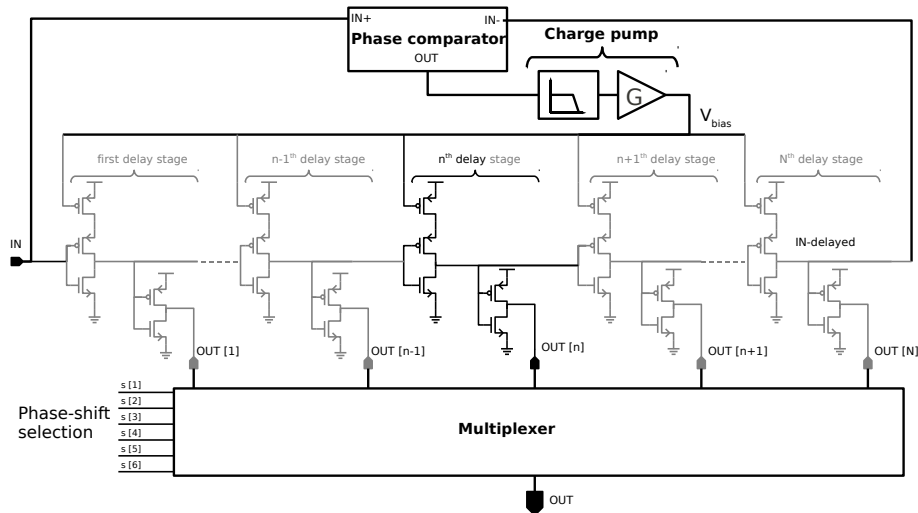 IN+
IN-
Phase comparator
OUT
Charge pump
G
Vbias
first delay stage
n-1th delay stage
nth delay stage
n+1th delay stage
Nth delay stage
IN
IN-delayed
OUT [1]
OUT [n-1]
OUT [n]
OUT [n+1]
OUT [N]
Phase-shift
selection
s [1]
s [2]
s [3]
s [4]
s [5]
s [6]
Multiplexer
OUT